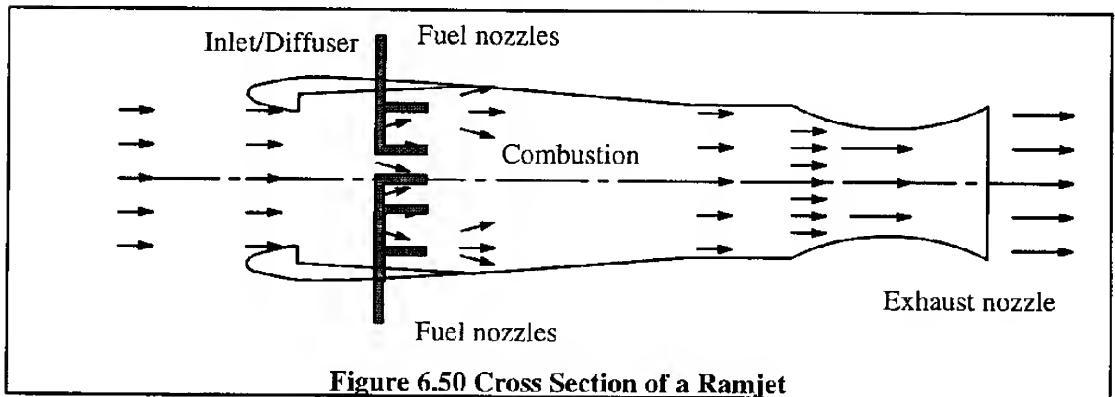 Inlet/Diffuser
Fuel nozzles
Combustion
Fuel nozzles
Exhaust nozzle
Figure 6.50 Cross Section of a Ramjet